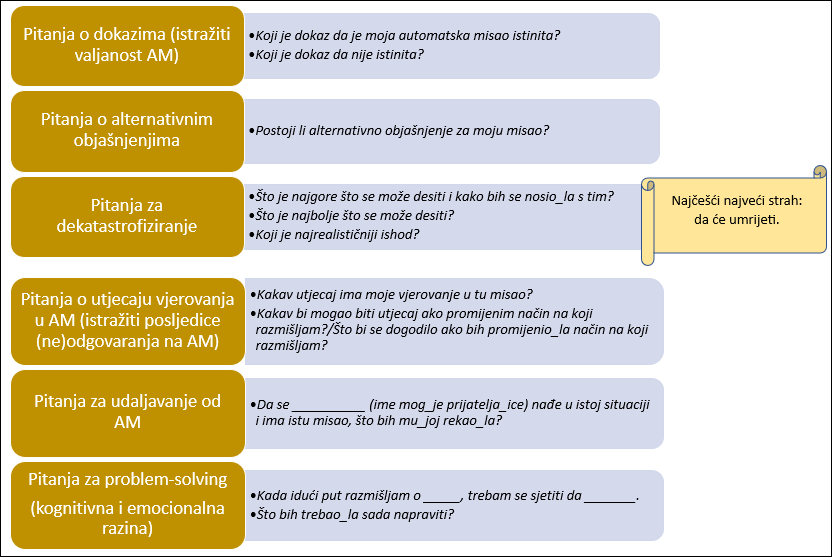 Pitanja o dokazima (istražiti
valjanost AM)
•Koji je dokaz da je moja automatska misao istinita?
•Koji je dokaz da nije istinita?
Pitanja o alternativnim
objašnjenjima
•Postoji li alternativno objašnjenje za moju misao?
Pitanja za
dekatastrofiziranje
•Što je najgore što se može desiti i kako bih se nosio_la s tim?
•Što je najbolje što se može desiti?
•Koji je najrealističniji ishod?
Najčešći najveći strah:
da će umrijeti.
Pitanja o utjecaju vjerovanja
u AM (istražiti posljedice
(ne)odgovaranja na AM)
•Kakav utjecaj ima moje vjerovanje u tu misao?
•Kakav bi mogao biti utjecaj ako promijenim način na koji
razmišljam?/Što bi se dogodilo ako bih promijenio_la način na koji
razmišljam?
Pitanja za udaljavanje od
AM
•Da se __________ (ime mog_je prijatelja_ice) nađe u istoj situaciji
i ima istu misao, što bih mu_joj rekao_la?
Pitanja za problem-solving
(kognitivna i emocionalna
razina)
•Kada idući put razmišljam o _____, trebam se sjetiti da _______.
•Što bih trebao_la sada napraviti?